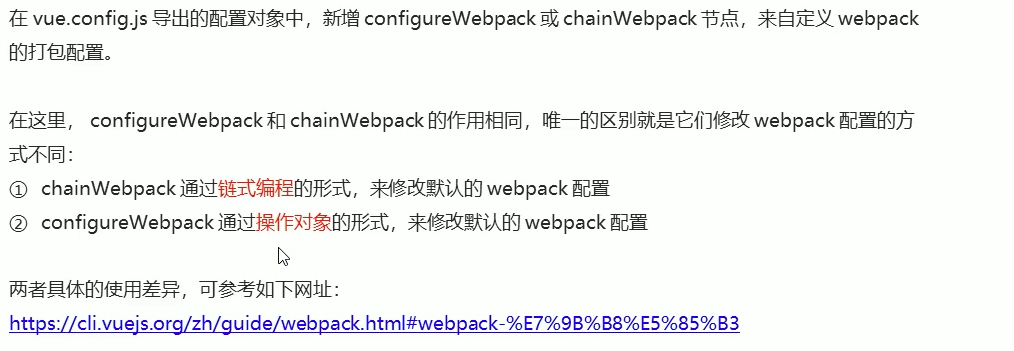 在 vue.config.js 导出的配置对象中，新增 configureWebpack 或 chainWebpack 节点，来自定义 webpack
的打包配置。
在这里， configureWebpack 和 chainWebpack 的作用相同，唯一的区别就是它们修改 webpack 配置的方
式不同：
① chainWebpack 通过链式编程的形式，来修改默认的 webpack 配置
② configureWebpack 通过操作对象的形式，来修改默认的 webpack 配置
两者具体的使用差异，可参考如下网址：
https://cli.vuejs.org/zh/guide/webpack.html#webpack-%E7%9B%B8%E5%85%B3